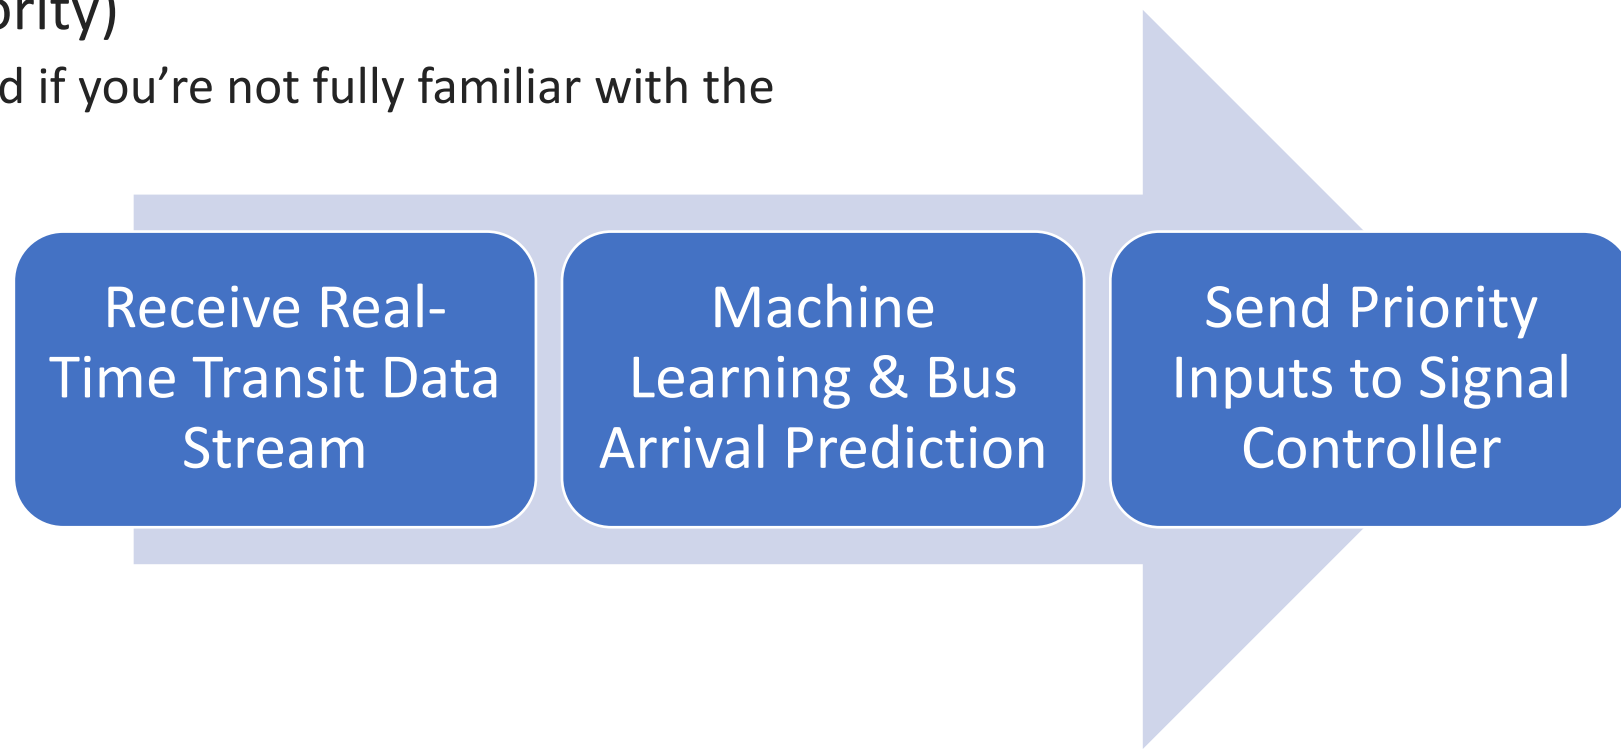 ority)
d if you’re not fully familiar with the
Receive Real-
Time Transit Data
Stream
Machine
Learning & Bus
Arrival Prediction
Send Priority
Inputs to Signal
Controller